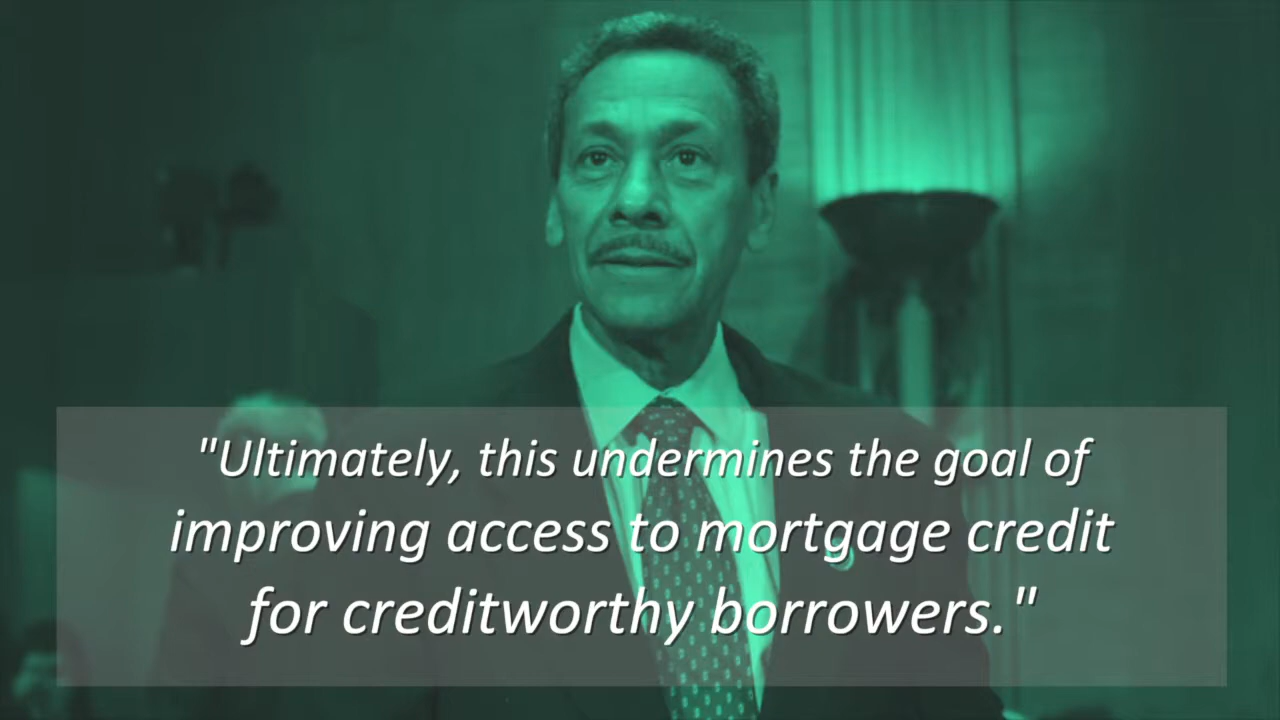 "Ultimately, this undermines the goal of
improving access to mortgage credit
for creditworthy borrowers."